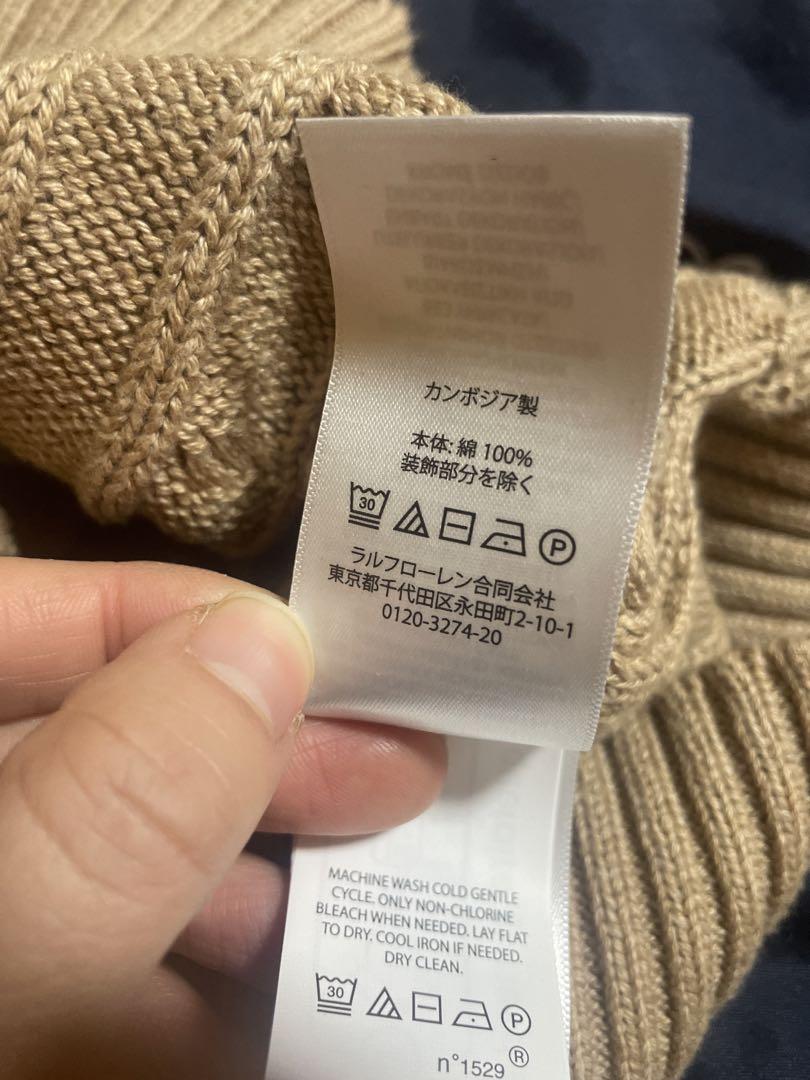 カンボジア製
本体: 綿 100%
装飾部分を除く
30 P
ラルフローレン合同会社
東京都千代田区永田町2-10-1
0120-3274-20
MACHINE WASH COLD GENTLE
CYCLE. ONLY NON-CHLORINE
BLEACH WHEN NEEDED. LAY FLAT
TO DRY. COOL IRON IF NEEDED.
DRY CLEAN.
30 P
n°1529 ®